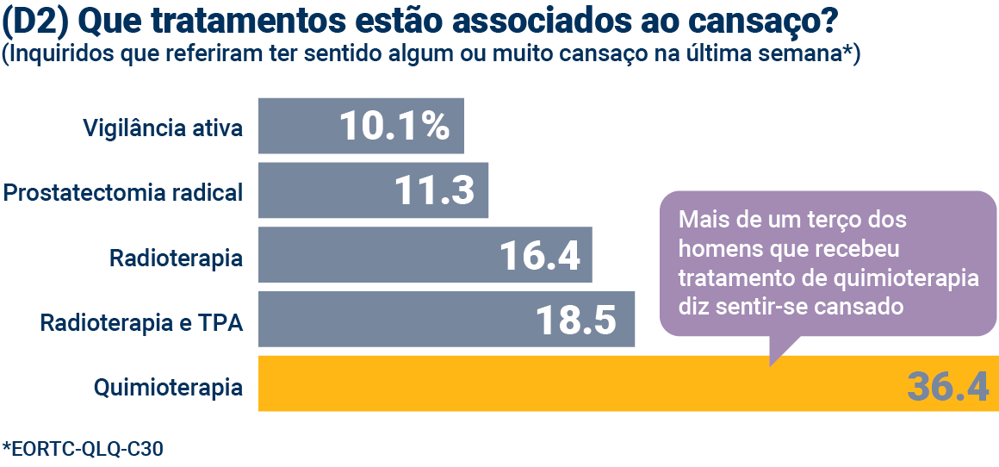 (D2) Que tratamentos estão associados ao cansaço?
(Inquiridos que referiram ter sentido algum ou muito cansaço na última semana*)
Vigilância ativa
10.1%
Prostatectomia radical
11.3
Radioterapia
16.4
Radioterapia e TPA
18.5
Mais de um terço dos
homens que recebeu
tratamento de quimioterapia
diz sentir-se cansado
Quimioterapia
36.4
*EORTC-QLQ-C30